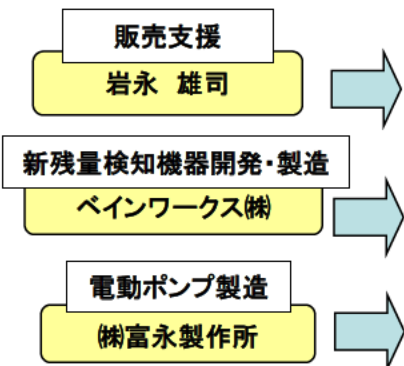 販売支援
岩永 雄司
新残量検知機器開発・製造
ベインワークス㈱
電動ポンプ製造
㈱富永製作所